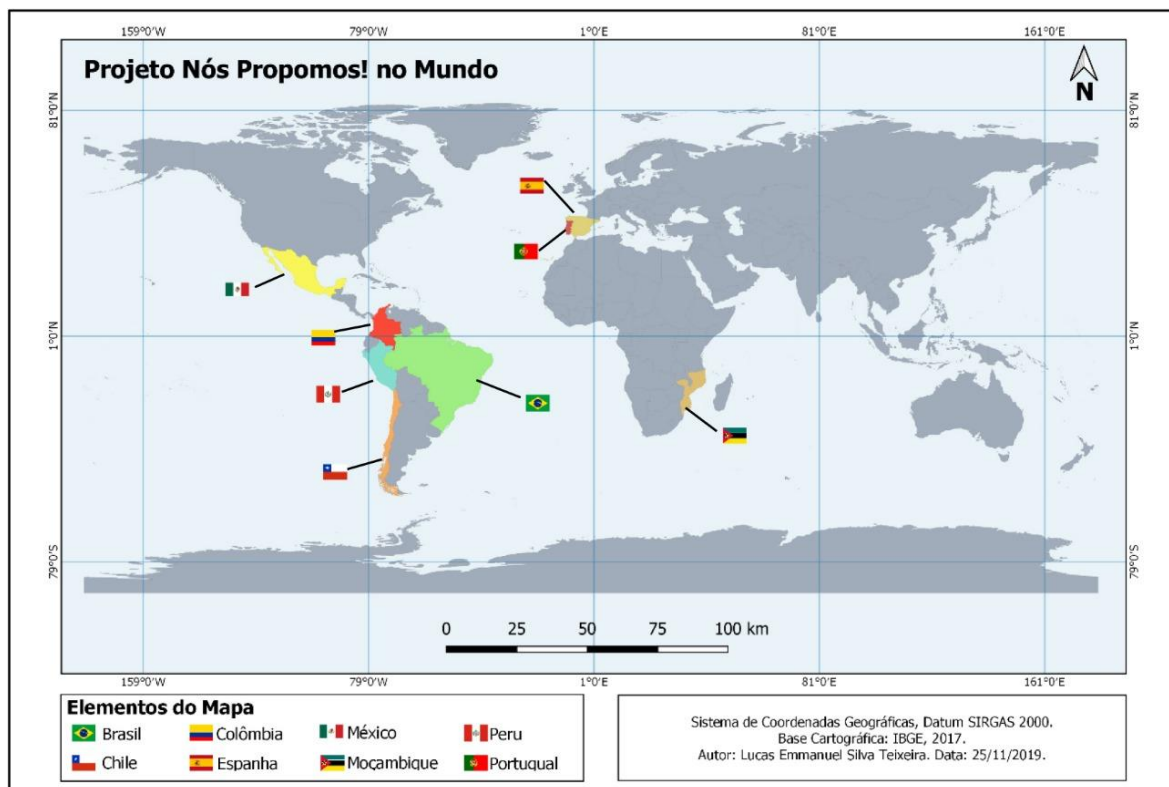 159°0'W 79°0'W 1°0'E 81°0'E 161°0'E
Projeto Nós Propomos! no Mundo
N
81°0'N 81°0'N
1°0'N 1°0'N
79°0'S 79°0'S
0 25 50 75 100 km
159°0'W 79°0'W 1°0'E 81°0'E 161°0'E
Elementos do Mapa
Brasil Colômbia México Peru
Chile Espanha Moçambique Portugual
Sistema de Coordenadas Geográficas, Datum SIRGAS 2000.
Base Cartográfica: IBGE, 2017.
Autor: Lucas Emmanuel Silva Teixeira. Data: 25/11/2019.